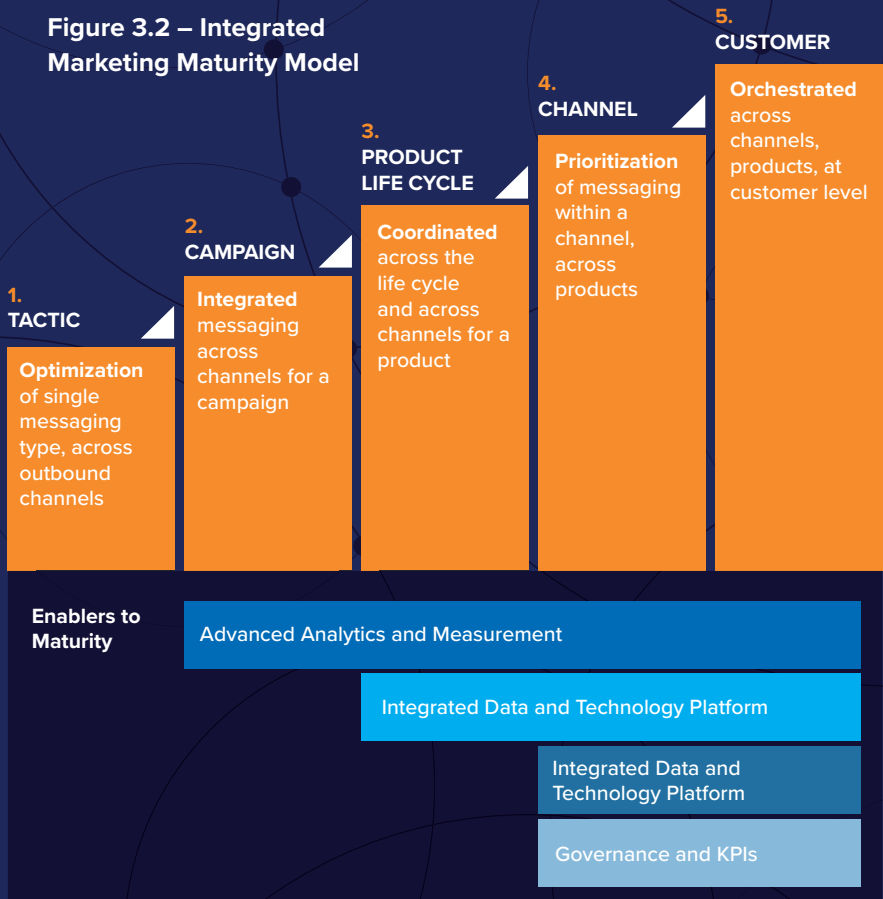 Figure 3.2 – Integrated
Marketing Maturity Model
1.
TACTIC
Optimization
of single
messaging
type, across
outbound
channels
2.
CAMPAIGN
Integrated
messaging
across
channels for a
campaign
3.
PRODUCT
LIFE CYCLE
Coordinated
across the
life cycle
and across
channels for a
product
4.
CHANNEL
Prioritization
of messaging
within a
channel,
across
products
5.
CUSTOMER
Orchestrated
across
channels,
products, at
customer level
Enablers to
Maturity
Advanced Analytics and Measurement
Integrated Data and Technology Platform
Integrated Data and
Technology Platform
Governance and KPIs